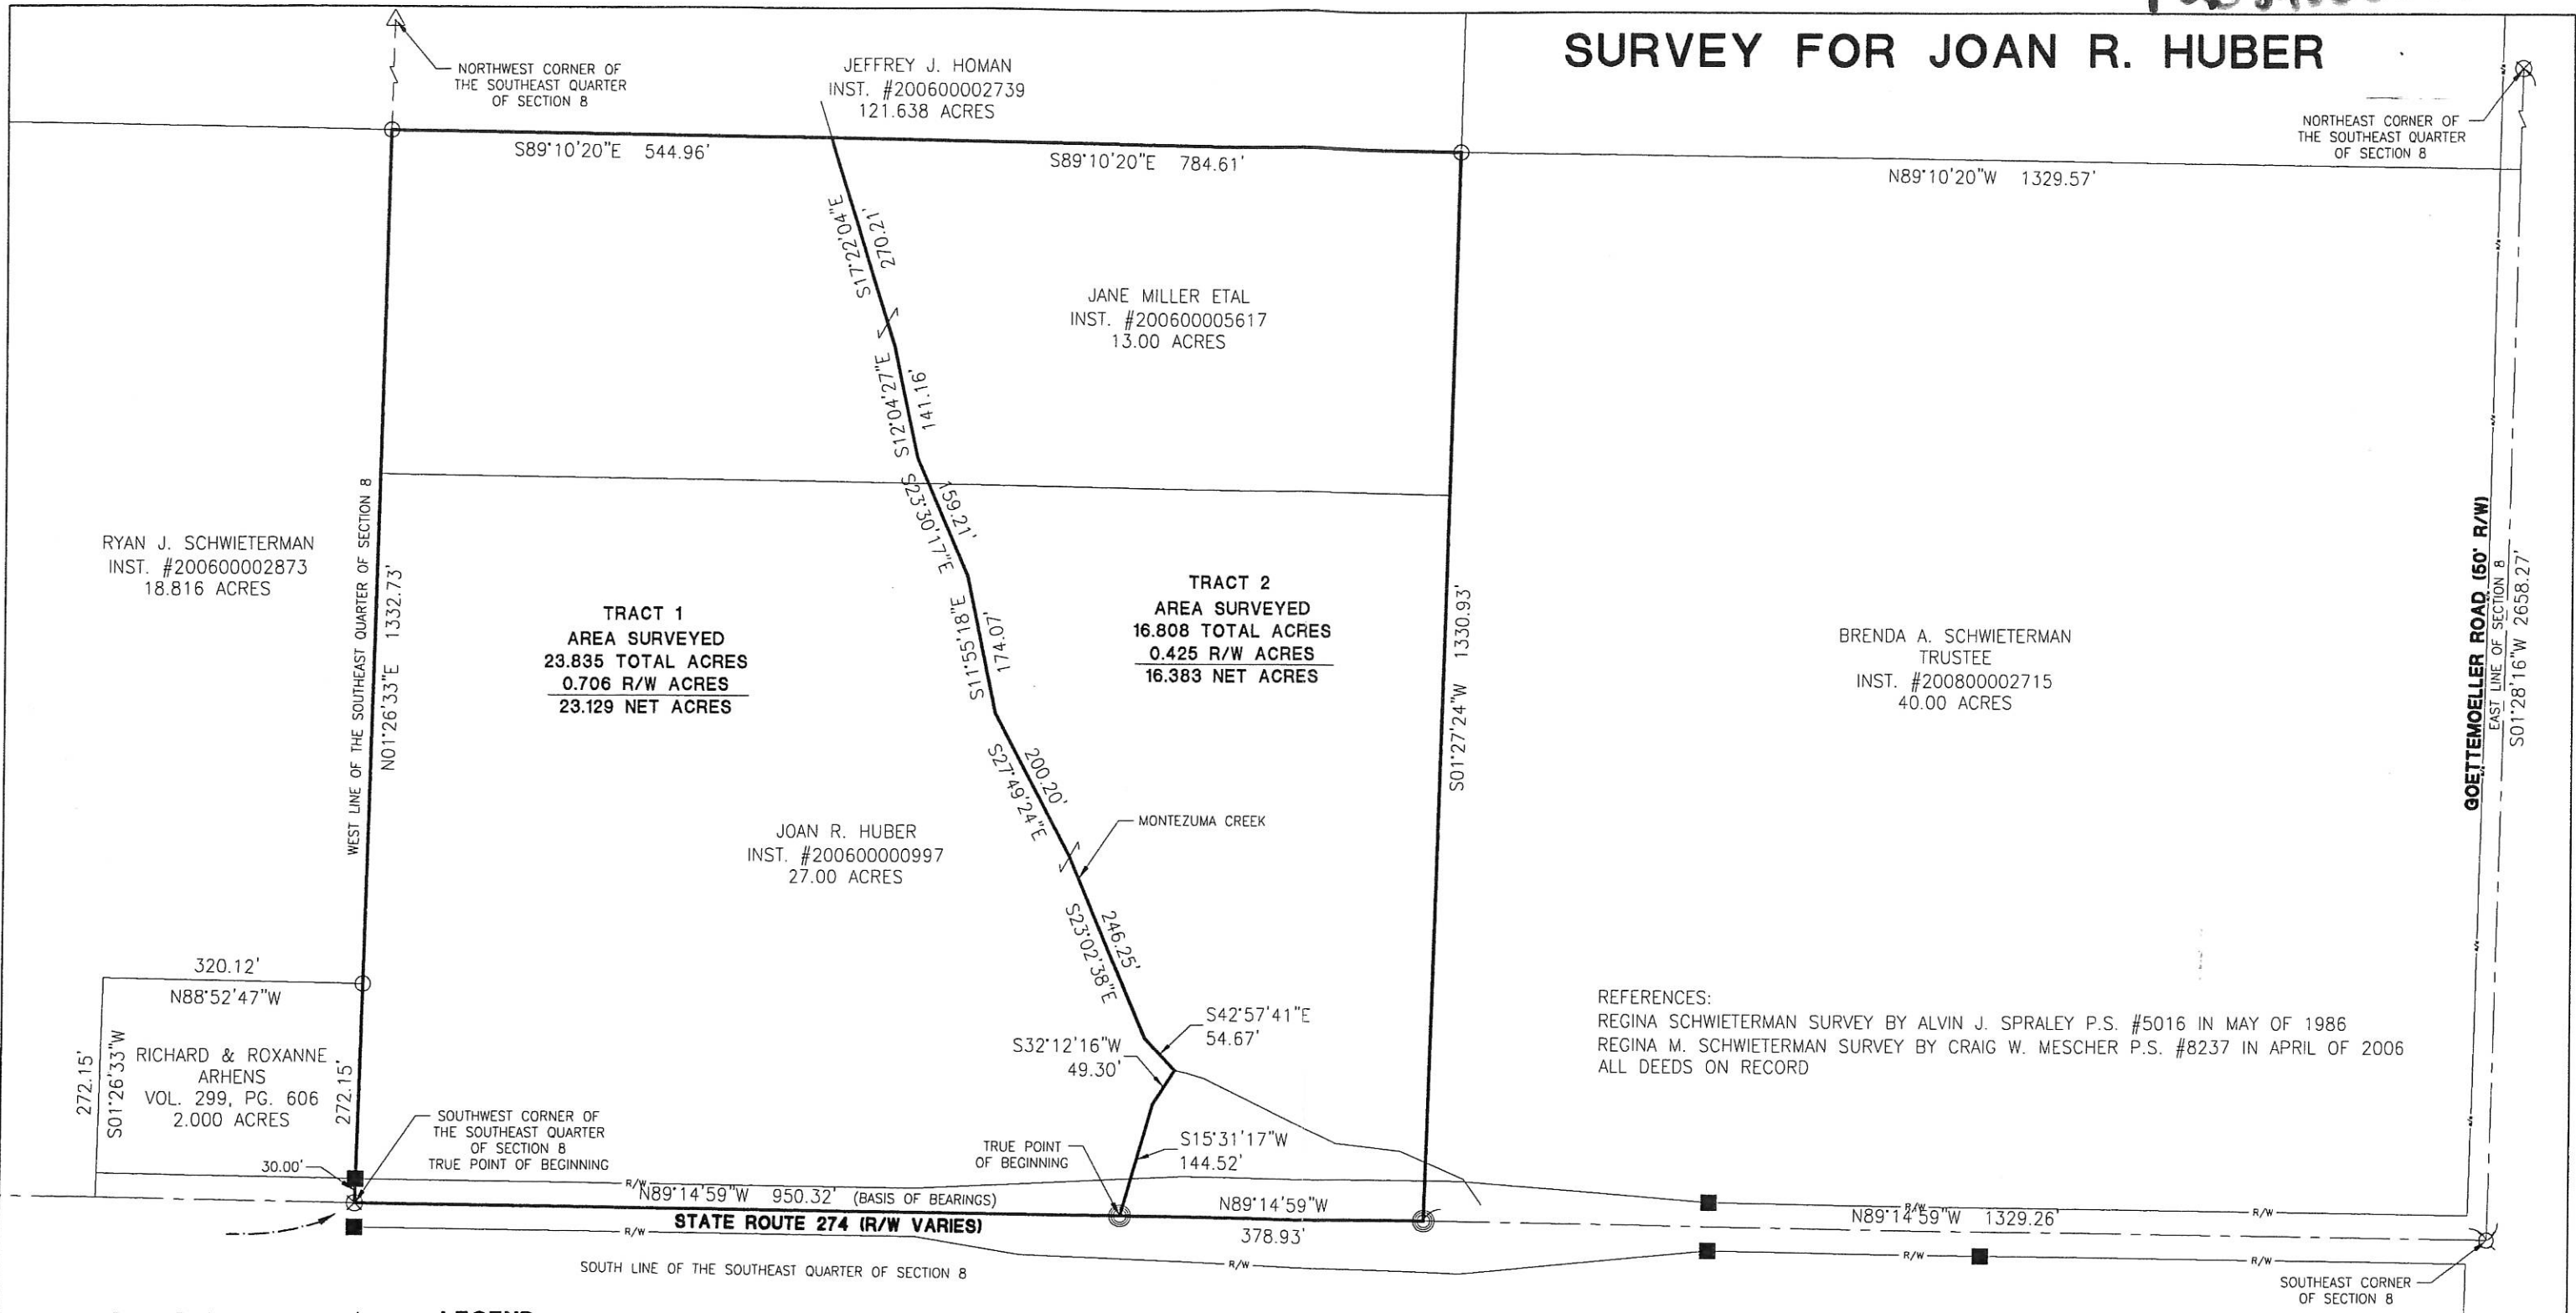 SURVEY FOR JOAN R. HUBER
NORTHWEST CORNER OF
THE SOUTHEAST QUARTER
OF SECTION 8
JEFFREY J. HOMAN
INST. #200600002739
121.638 ACRES
NORTHEAST CORNER OF
THE SOUTHEAST QUARTER
OF SECTION 8
S89°10'20"E 544.96'
S89°10'20"E 784.61'
N89°10'20"W 1329.57'
S17°22'04"E
270.21'
JANE MILLER ETAL
INST. #200600005617
13.00 ACRES
S12°04'27"E
141.16'
S23°30'17"E
159.21'
RYAN J. SCHWIETERMAN
INST. #200600002873
18.816 ACRES
WEST LINE OF THE SOUTHEAST QUARTER OF SECTION 8
N01°26'33"E 1332.73'
TRACT 1
AREA SURVEYED
23.835 TOTAL ACRES
0.706 R/W ACRES
23.129 NET ACRES
S11°55'18"E
174.07'
TRACT 2
AREA SURVEYED
16.808 TOTAL ACRES
0.425 R/W ACRES
16.383 NET ACRES
S01°27'24"W 1330.93'
BRENDA A. SCHWIETERMAN
TRUSTEE
INST. #200800002715
40.00 ACRES
GOETTEMOELLER ROAD (50' R/W)
EAST LINE OF SECTION 8
S01°28'16"W 2658.27'
S27°49'24"E
200.20'
MONTEZUMA CREEK
JOAN R. HUBER
INST. #200600000997
27.00 ACRES
S23°02'38"E
246.25'
320.12'
N88°52'47"W
272.15'
S01°26'33"W
RICHARD & ROXANNE
ARHENS
VOL. 299, PG. 606
2.000 ACRES
272.15'
S42°57'41"E
54.67'
S32°12'16"W
49.30'
REFERENCES:
REGINA SCHWIETERMAN SURVEY BY ALVIN J. SPRALEY P.S. #5016 IN MAY OF 1986
REGINA M. SCHWIETERMAN SURVEY BY CRAIG W. MESCHER P.S. #8237 IN APRIL OF 2006
ALL DEEDS ON RECORD
SOUTHWEST CORNER OF
THE SOUTHEAST QUARTER
OF SECTION 8
TRUE POINT OF BEGINNING
30.00'
TRUE POINT
OF BEGINNING
S15°31'17"W
144.52'
R/W
N89°14'59"W 950.32' (BASIS OF BEARINGS)
N89°14'59"W
378.93'
R/W
N89°14'59"W 1329.26'
R/W
STATE ROUTE 274 (R/W VARIES)
R/W
R/W
R/W
R/W
SOUTH LINE OF THE SOUTHEAST QUARTER OF SECTION 8
SOUTHEAST CORNER
OF SECTION 8